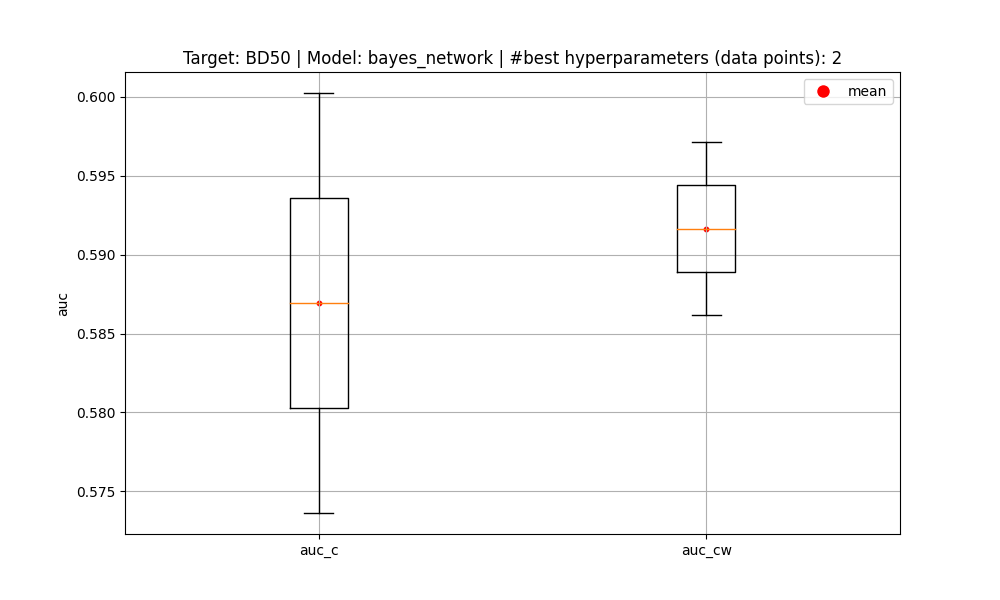 Target: BD50 | Model: bayes_network | #best hyperparameters (data points): 2
mean
0.600
0.595
0.590
0.585
0.580
0.575
auc
auc_c
auc_cw